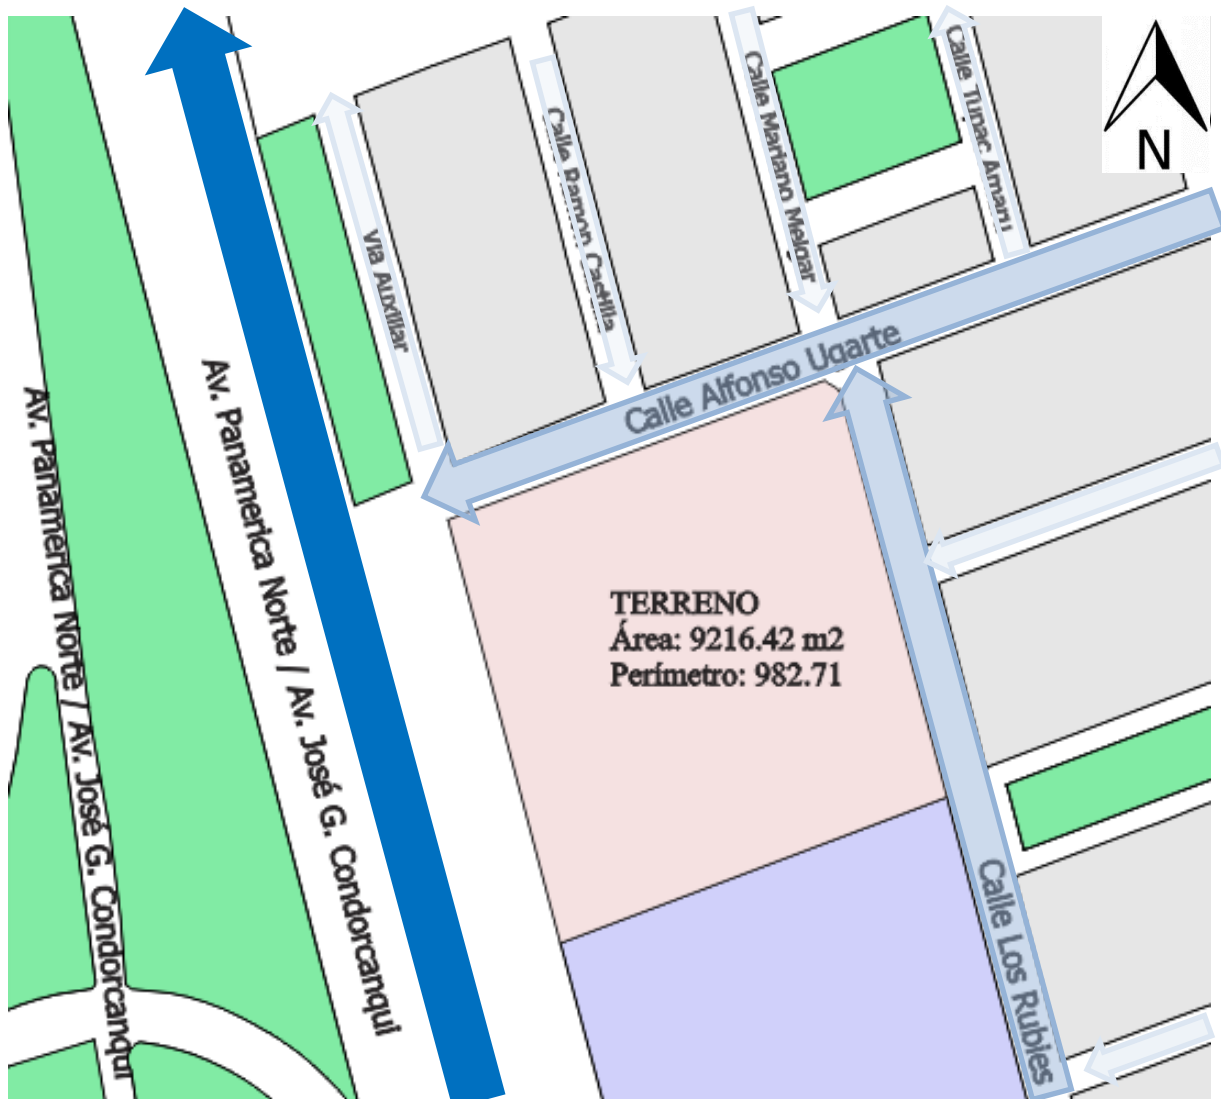 Calle Ramon Castilla
Calle Mariano Melgar
Calle Tupac Amaru
N
Via Auxiliar
Calle Alfonso Ugarte
Av. Panamerica Norte / Av. José G. Condorcanqui
Av. Panamerica Norte / Av. José G. Condorcanqui
TERRENO
Área: 9216.42 m2
Perímetro: 982.71
Calle Los Rubies